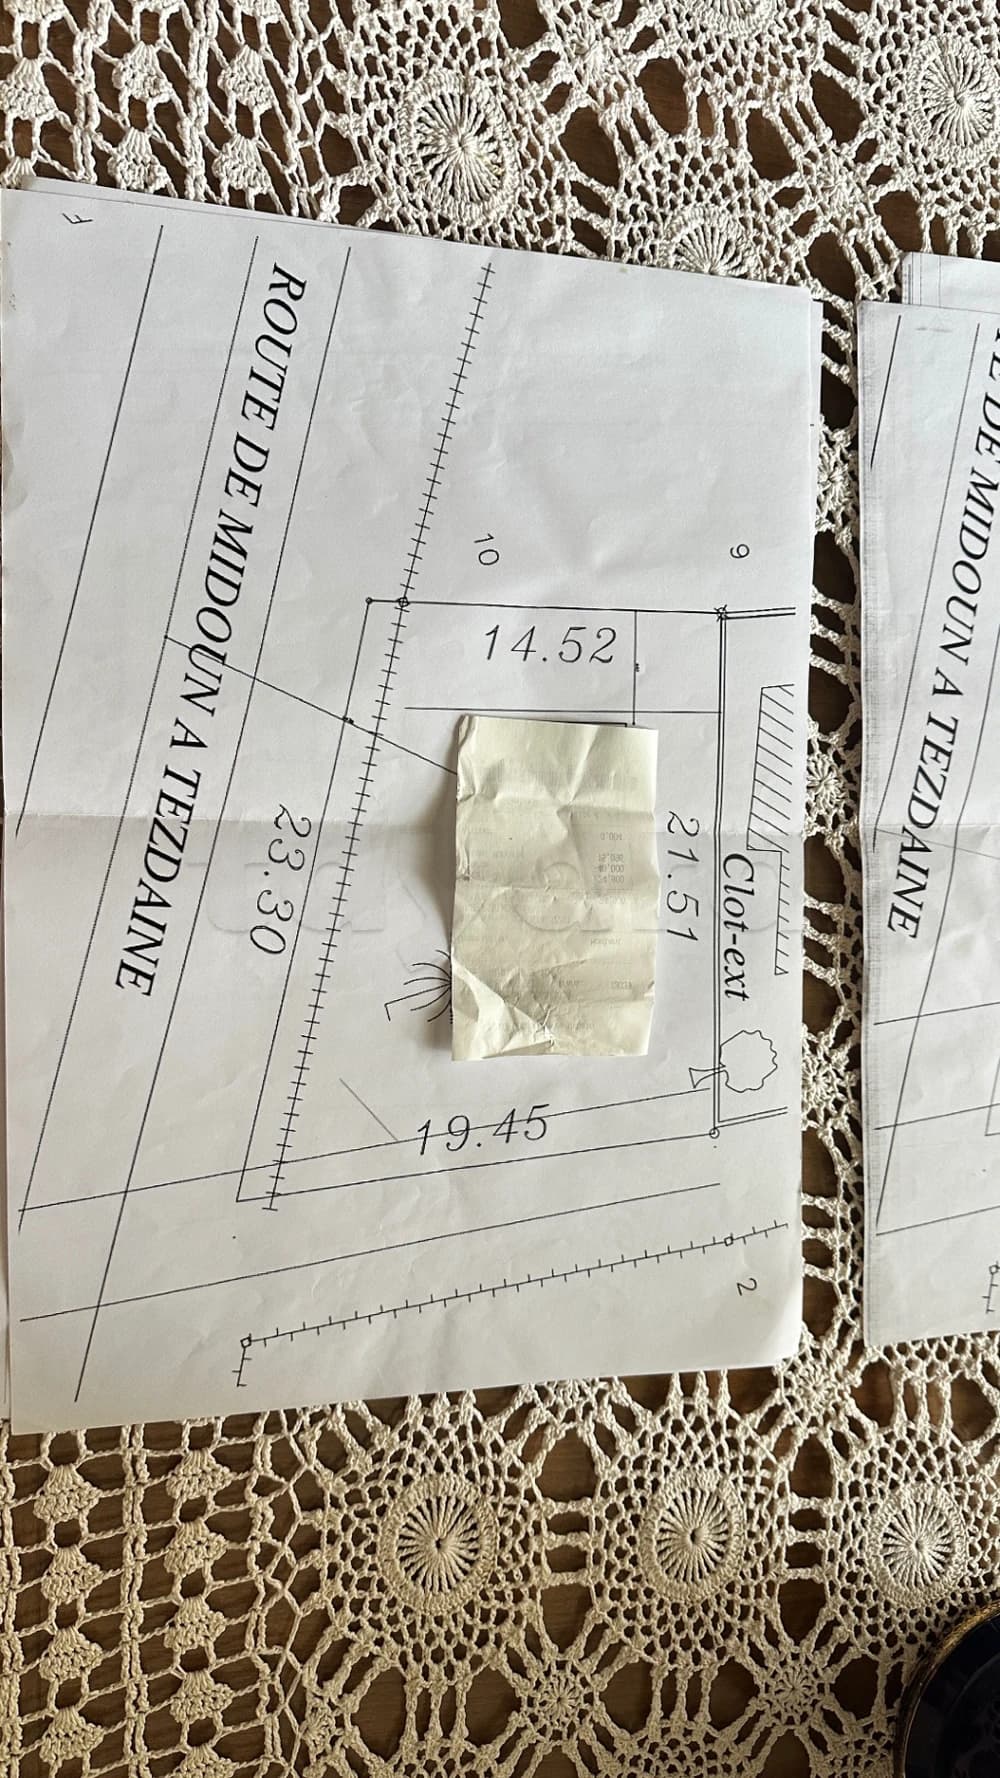 ROUTE DE MIDOUN A TEZDAINE
10
9
14.52
21.51
23.30
Clot-ext
19.45
2
DE MIDOUN A TEZDAINE